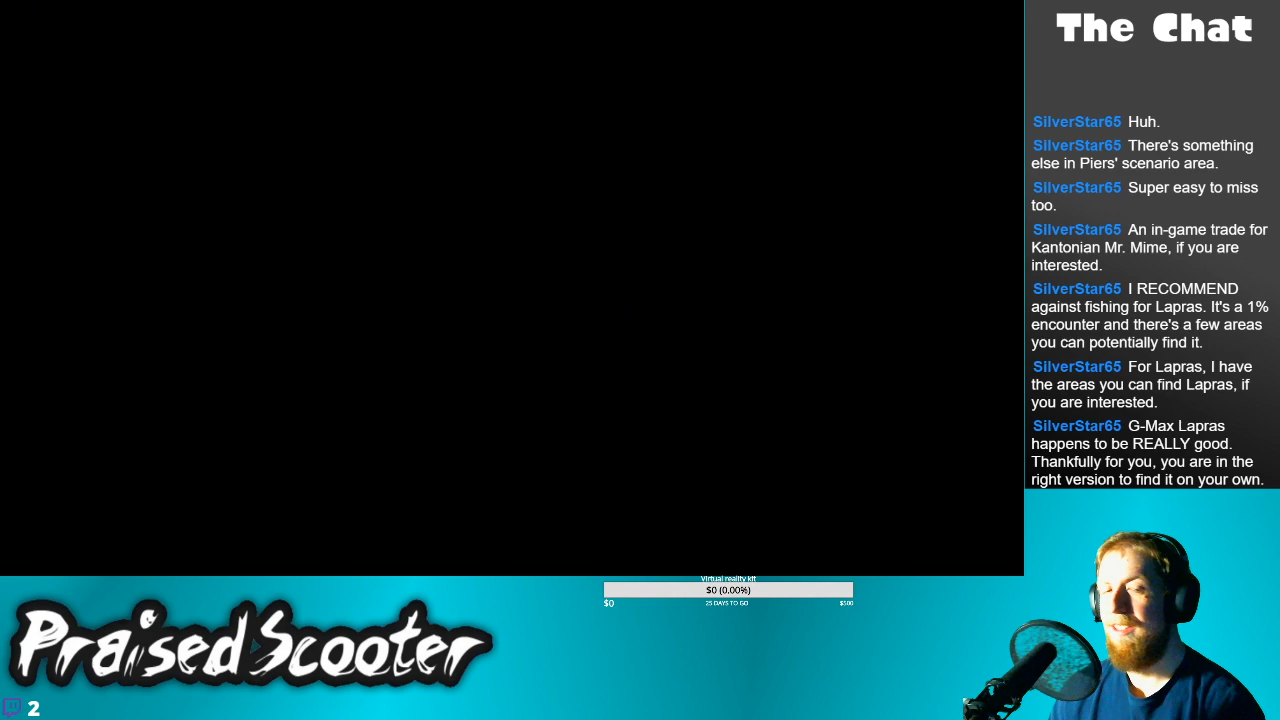 The Chat
SilverStar65 Huh.
SilverStar65 There's something
else in Piers' scenario area.
SilverStar65 Super easy to miss
too.
SilverStar65 An in-game trade for
Kantonian Mr. Mime, if you are
interested.
SilverStar65 I RECOMMEND
against fishing for Lapras. It's a 1%
encounter and there's a few areas
you can potentially find it.
SilverStar65 For Lapras, I have
the areas you can find Lapras, if
you are interested.
SilverStar65 G-Max Lapras
happens to be REALLY good.
Thankfully for you, you are in the
right version to find it on your own.
Virtual reality kit
$0 (0.00%)
$0 25 DAYS TO GO $500
Praised Scooter
2